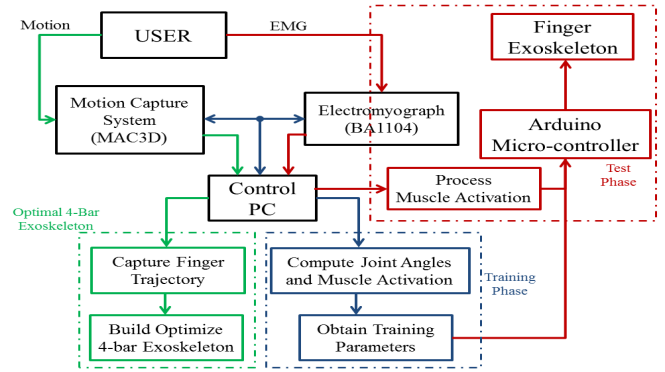 Motion
USER
EMG
Finger
Exoskeleton
Motion Capture
System
(MAC3D)
Electromyograph
(BA1104)
Arduino
Micro-controller
Test
Phase
Control
PC
Process
Muscle Activation
Optimal 4-Bar
Exoskeleton
Capture Finger
Trajectory
Compute Joint Angles
and Muscle Activation
Training
Phase
Build Optimize
4-bar Exoskeleton
Obtain Training
Parameters